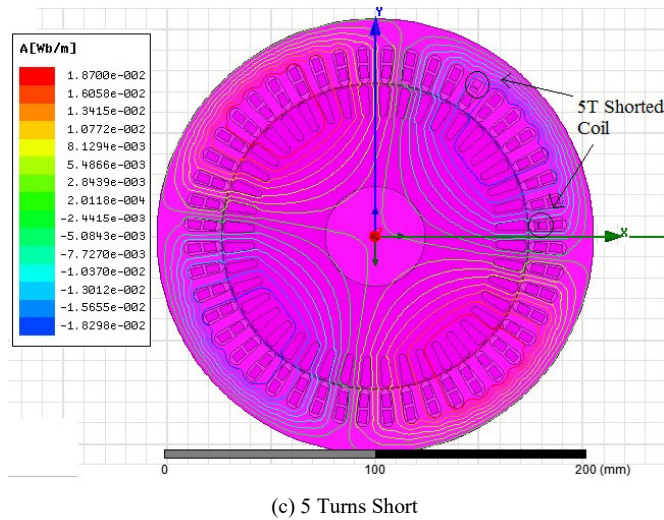 Y
A[Wb/m]
1.8700e-002
1.6058e-002
1.3415e-002
1.0772e-002
8.1294e-003
5.4866e-003
2.8439e-003
2.0118e-004
-2.4415e-003
-5.0843e-003
-7.7270e-003
-1.0370e-002
-1.3012e-002
-1.5655e-002
-1.8298e-002
5T Shorted
Coil
X
0 100 200 (mm)
(c) 5 Turns Short